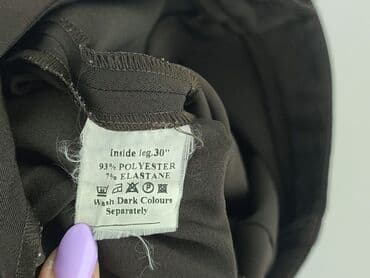 Inside leg.30"
93% POLYESTER
7% ELASTANE
Wash Dark Colours
Separately